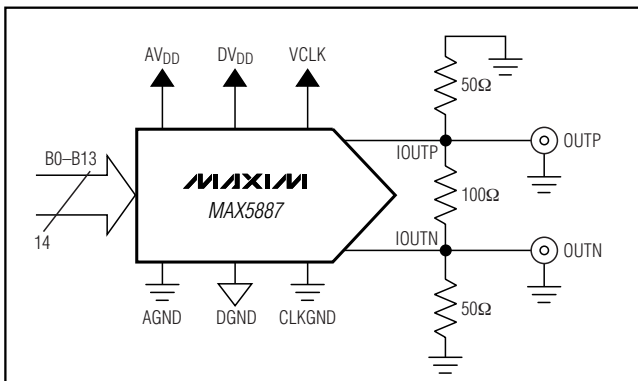 AVDD DVDD VCLK
50Ω
B0–B13
IOUTP OUTP
MAXIM
MAX5887
100Ω
14
IOUTN OUTN
50Ω
AGND DGND CLKGND